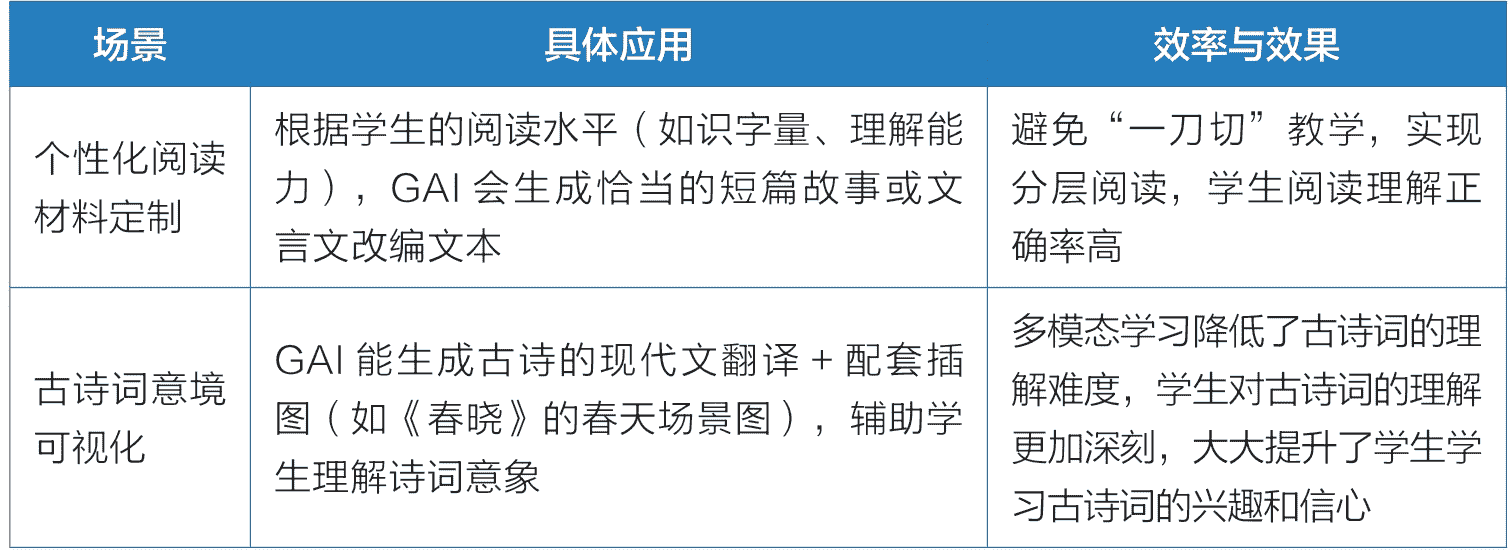 场景 具体应用 效率与效果
个性化阅读
材料定制
根据学生的阅读水平（如识字量、理解能
力），GAI 会生成恰当的短篇故事或文
言文改编文本
避免“一刀切”教学，实现
分层阅读，学生阅读理解正
确率高
古诗词意境
可视化
GAI 能生成古诗的现代文翻译 + 配套插
图（如《春晓》的春天场景图），辅助学
生理解诗词意象
多模态学习降低了古诗词的理
解难度，学生对古诗词的理解
更加深刻，大大提升了学生学
习古诗词的兴趣和信心